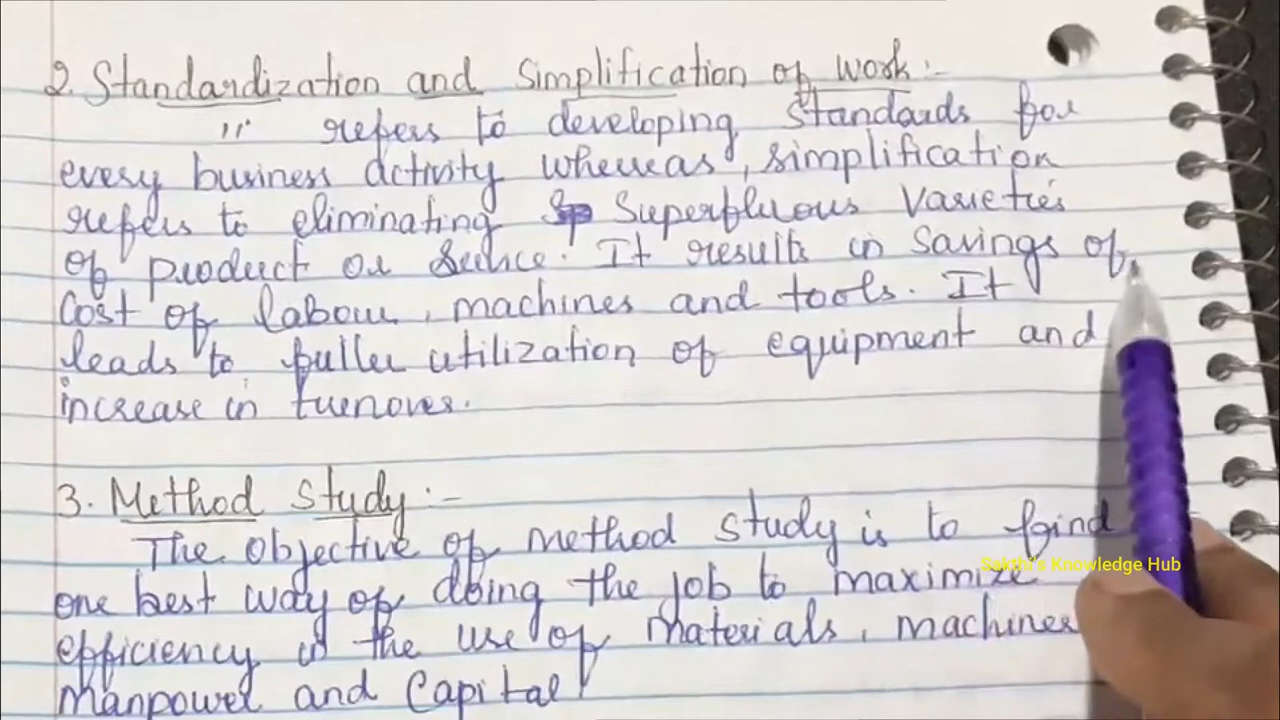 2. Standardization and Simplification of work :-
" refers to developing standards for
every business activity whereas, simplification
refers to eliminating Sp Superfluous Varieties
of product or Service. It results in savings of
Cost of labour, machines and tools. It
leads to fuller utilization of equipment and
increase in turnover.
3. Method Study :-
The Objective of method study is to find
one best way of doing the job to maximize
Sakthi's Knowledge Hub
efficiency in the use of materials, machines
manpower and Capital